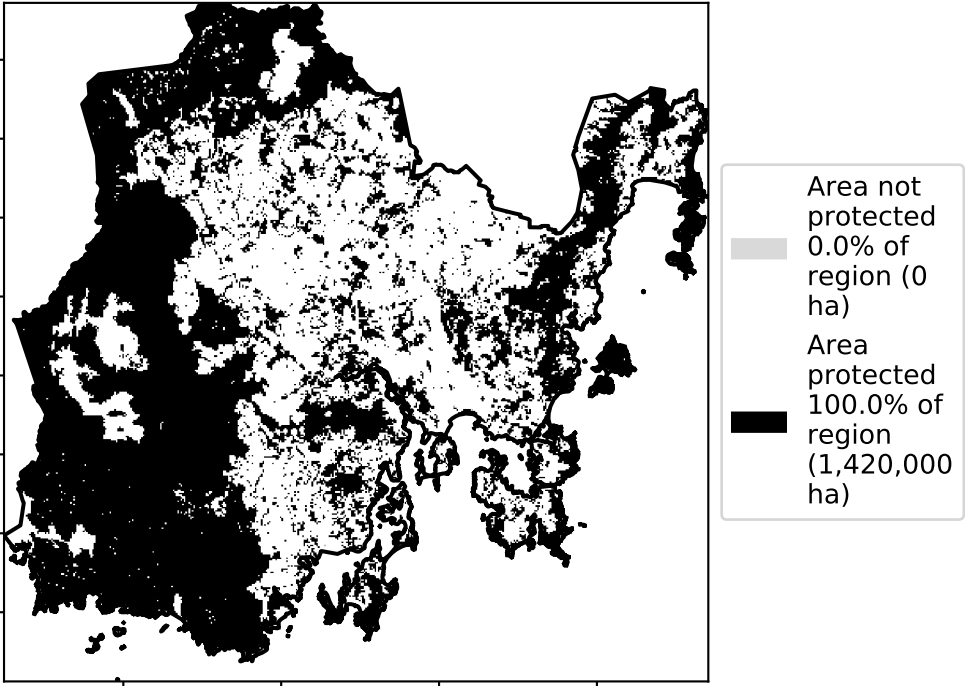 Area not
protected
0.0% of
region (0
ha)
Area
protected
100.0% of
region
(1,420,000
ha)